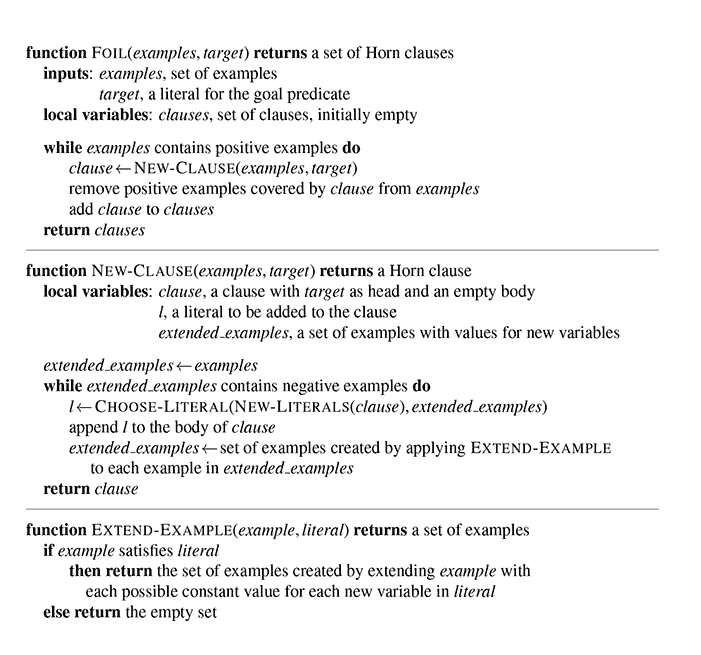 function FOIL(examples, target) returns a set of Horn clauses
inputs: examples, set of examples
target, a literal for the goal predicate
local variables: clauses, set of clauses, initially empty
while examples contains positive examples do
clause ← NEW-CLAUSE(examples, target)
remove positive examples covered by clause from examples
add clause to clauses
return clauses
function NEW-CLAUSE(examples, target) returns a Horn clause
local variables: clause, a clause with target as head and an empty body
l, a literal to be added to the clause
extended_examples, a set of examples with values for new variables
extended_examples ← examples
while extended_examples contains negative examples do
l ← CHOOSE-LITERAL(NEW-LITERALS(clause), extended_examples)
append l to the body of clause
extended_examples ← set of examples created by applying EXTEND-EXAMPLE
to each example in extended_examples
return clause
function EXTEND-EXAMPLE(example, literal) returns a set of examples
if example satisfies literal
then return the set of examples created by extending example with
each possible constant value for each new variable in literal
else return the empty set